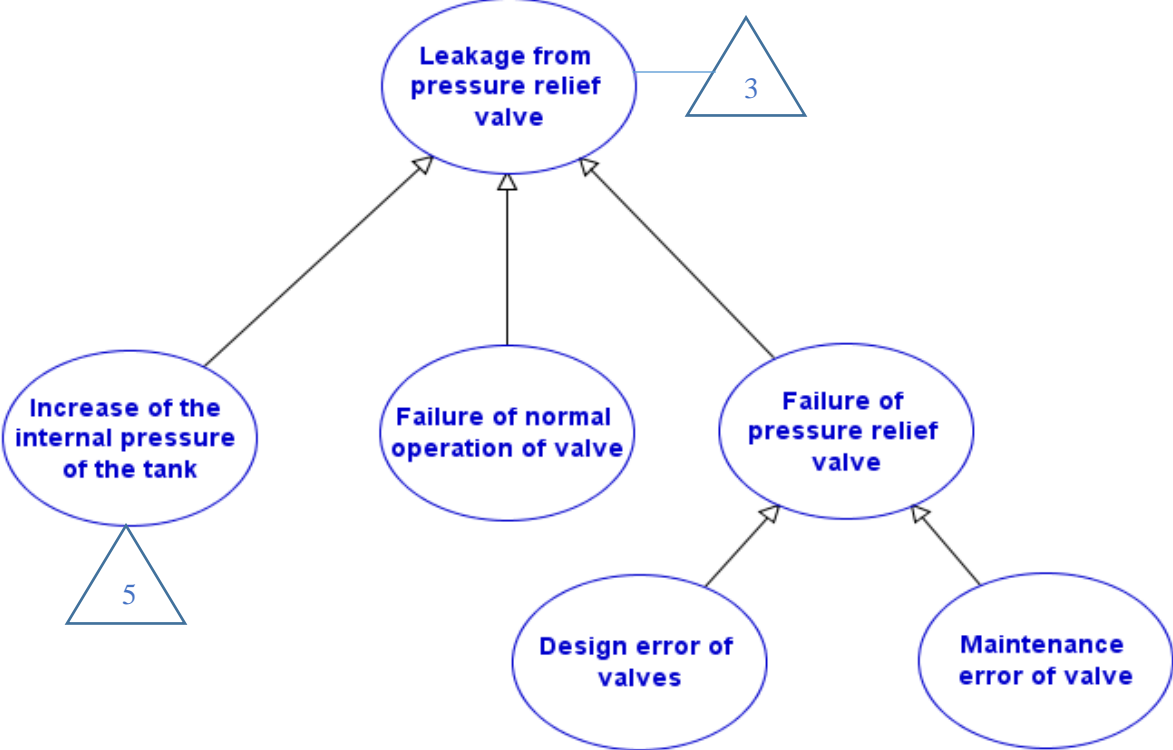 Leakage from
pressure relief
valve
3
Increase of the
internal pressure
of the tank
Failure of normal
operation of valve
Failure of
pressure relief
valve
5
Design error of
valves
Maintenance
error of valve